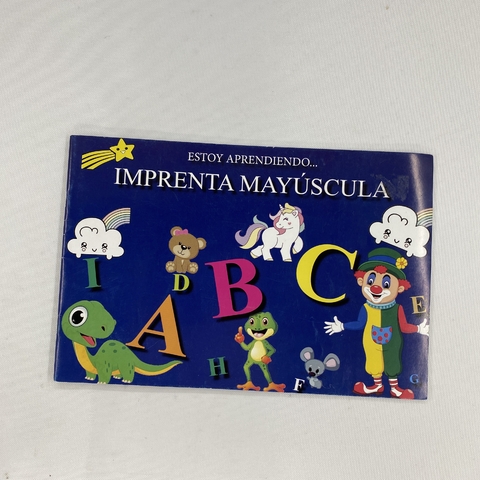 ESTOY APRENDIENDO...
IMPRENTA MAYÚSCULA
I
D
B
C
E
A
H
F
G